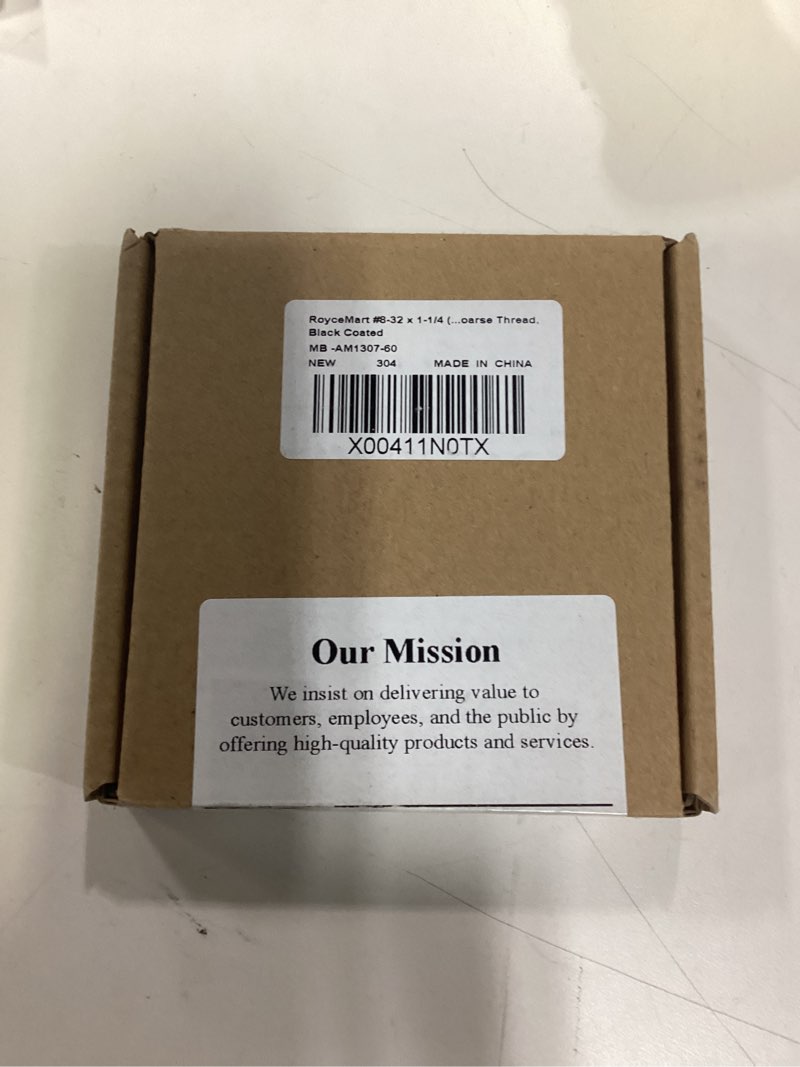 RoyceMart #8-32 x 1-1/4 (...oarse Thread,
Black Coated
MB -AM1307-60
NEW 304 MADE IN CHINA
X00411N0TX
Our Mission
We insist on delivering value to
customers, employees, and the public by
offering high-quality products and services.